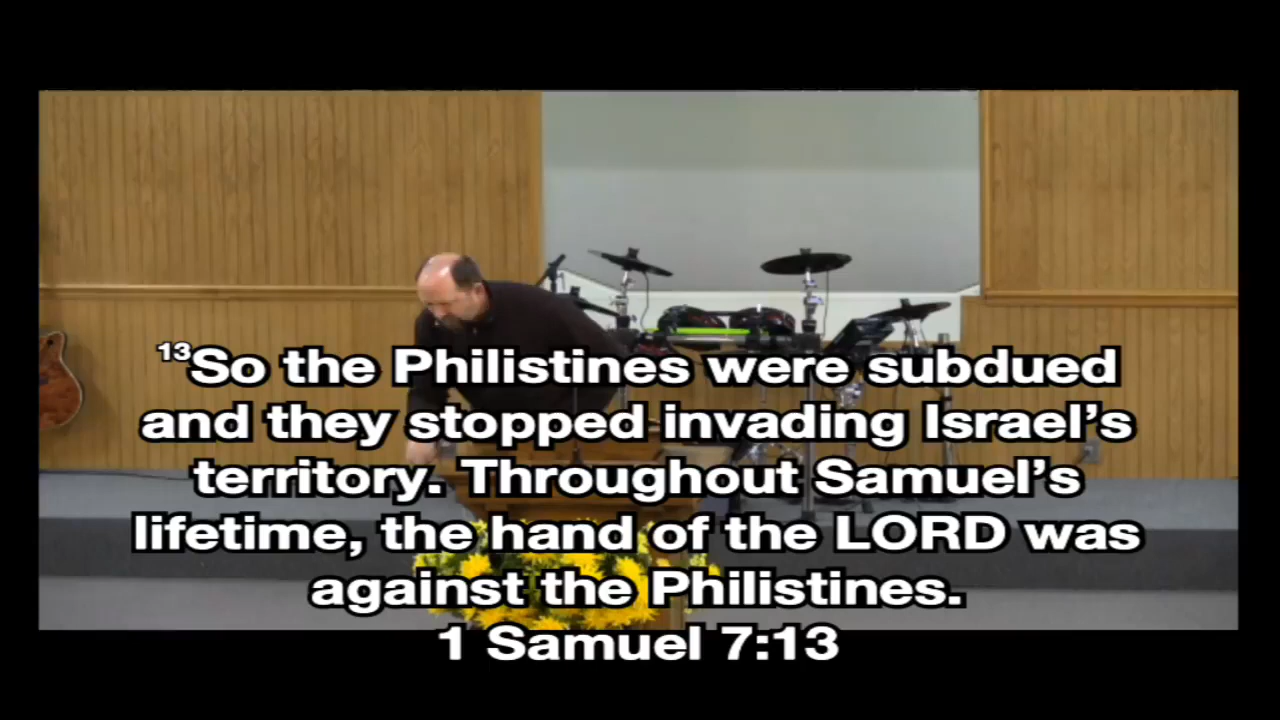 ¹³So the Philistines were subdued
and they stopped invading Israel’s
territory. Throughout Samuel’s
lifetime, the hand of the LORD was
against the Philistines.
1 Samuel 7:13